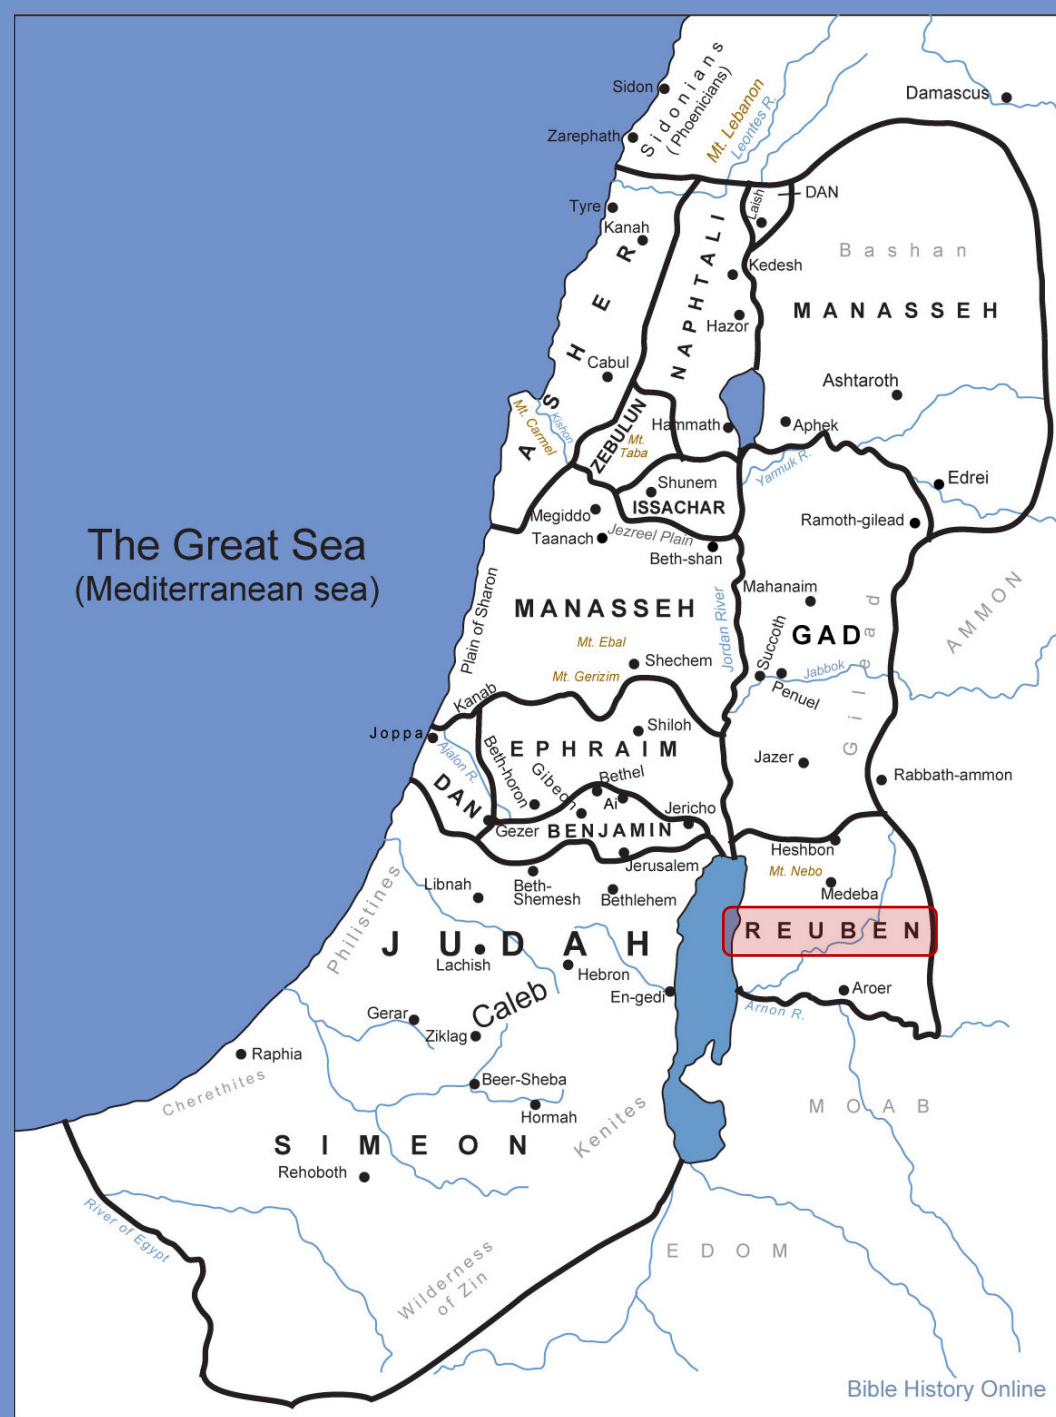 Sidon
Sidonians
(Phoenicians)
Mt. Lebanon
Leontes R.
Damascus
Zarephath
Tyre
Kanah
Laish
DAN
ASHER
NAPHTALI
Kedesh
Bashan
MANASSEH
Hazor
Cabul
Ashtaroth
Mt. Carmel
Kishon
ZEBULUN
Mt.
Taba
Hammath
Aphek
Yarmuk R.
Edrei
Shunem
ISSACHAR
Megiddo
Taanach
Jezreel Plain
Beth-shan
Ramoth-gilead
The Great Sea
(Mediterranean sea)
Plain of Sharon
MANASSEH
Jordan River
Mahanaim
GAD
Gilead
AMMON
Mt. Ebal
Mt. Gerizim
Shechem
Succoth
Penuel
Jabbok
Kanab
Joppa
Ajalon R.
Shiloh
EPHRAIM
Beth-horon
Gibeon
Bethel
Ai
Jazer
Rabbath-ammon
DAN
Gezer
BENJAMIN
Jericho
Jerusalem
Heshbon
Mt. Nebo
Medeba
Libnah
Beth-
Shemesh
Bethlehem
Philistines
REUBEN
JUDAH
Lachish
Hebron
En-gedi
Aroer
Arnon R.
Caleb
Gerar
Ziklag
Raphia
Cherethites
Beer-Sheba
Hormah
Kenites
MOAB
SIMEON
Rehoboth
River of Egypt
Wilderness
of Zin
EDOM
Bible History Online